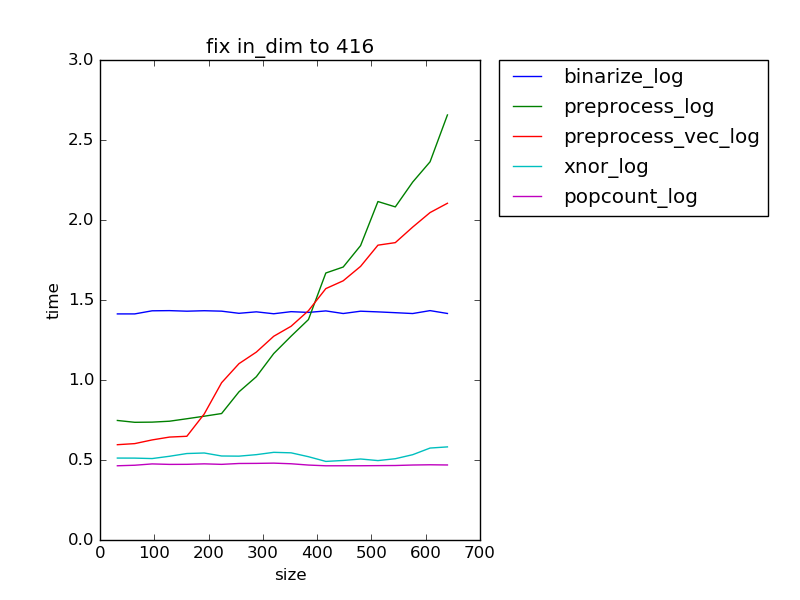 fix in_dim to 416
3.0
2.5
2.0
1.5
1.0
0.5
0.0
time
0 100 200 300 400 500 600 700
size
binarize_log
preprocess_log
preprocess_vec_log
xnor_log
popcount_log